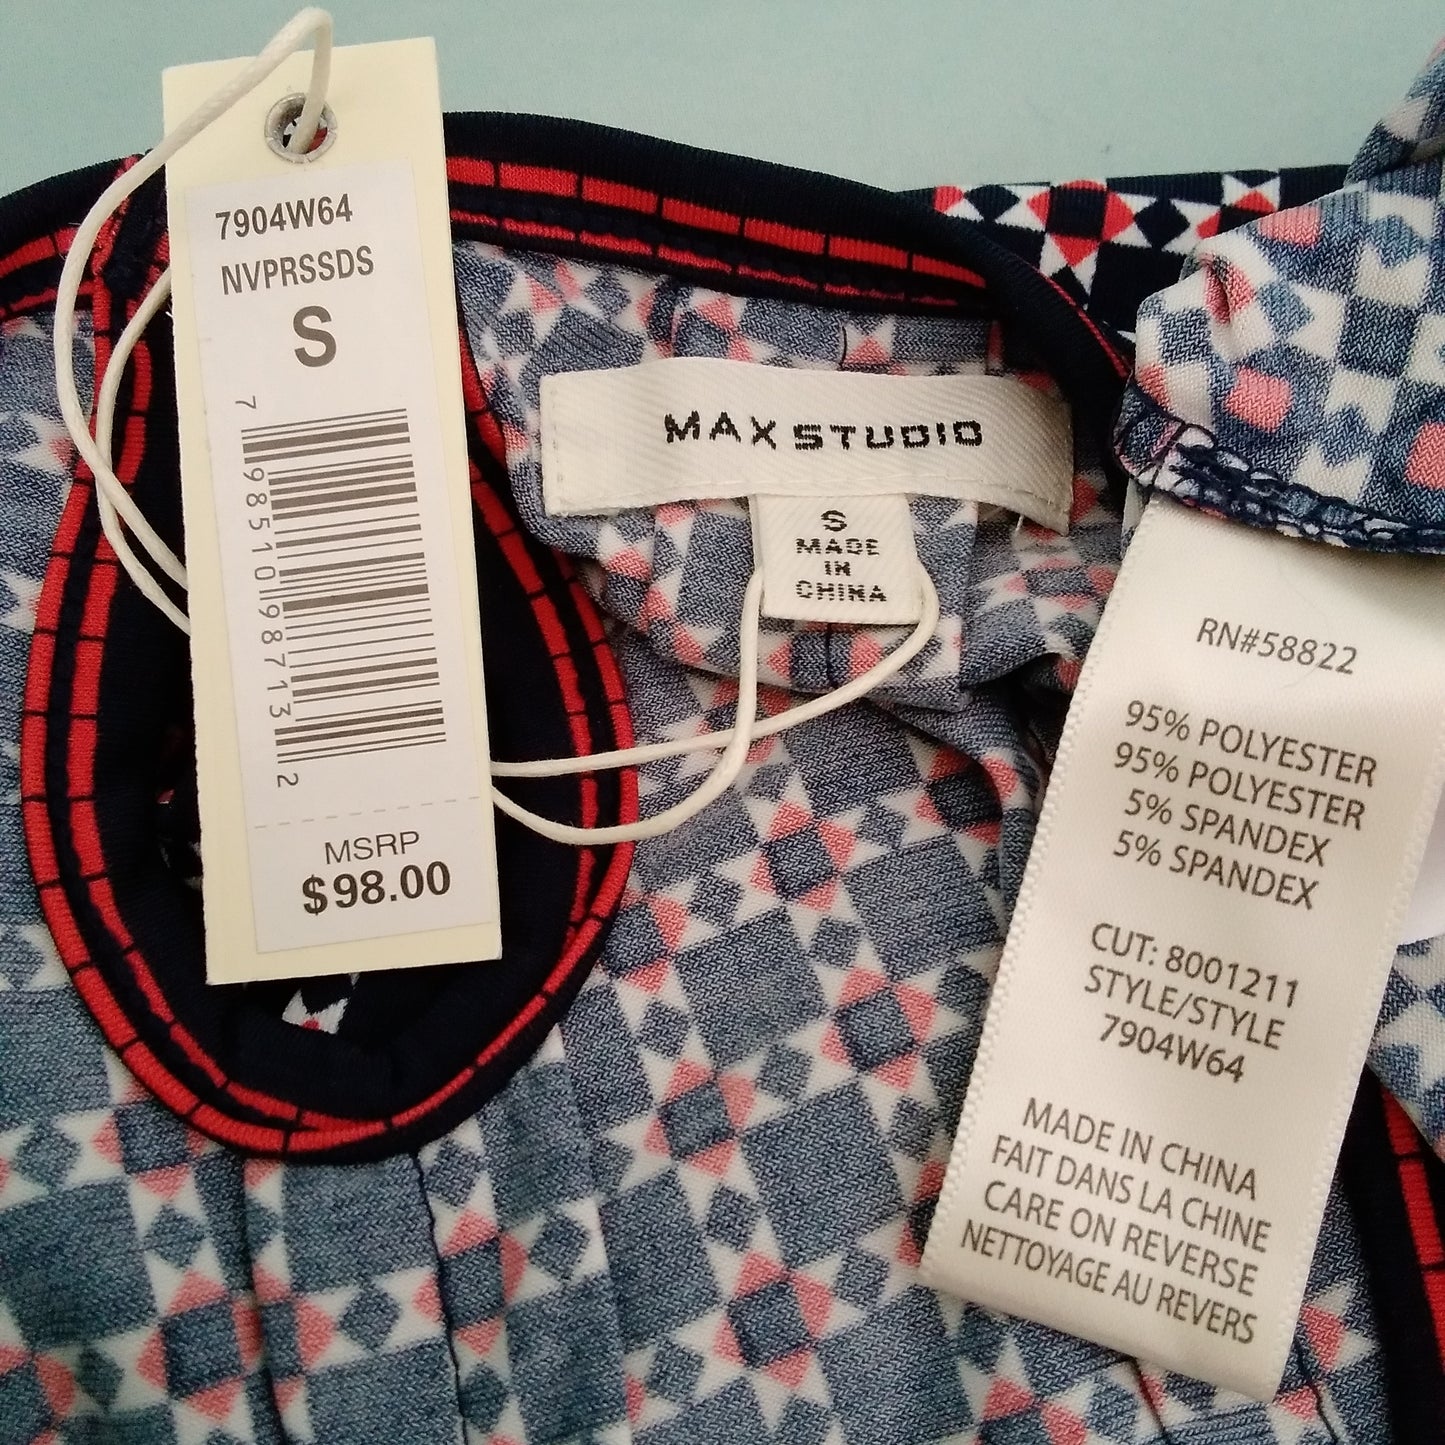 7904W64
NVPRSSDS
S
7 98510 98713 2
MSRP
$98.00
MAX STUDIO
S
MADE
IN
CHINA
RN#58822
95% POLYESTER
95% POLYESTER
5% SPANDEX
5% SPANDEX
CUT: 8001211
STYLE/STYLE
7904W64
MADE IN CHINA
FAIT DANS LA CHINE
CARE ON REVERSE
NETTOYAGE AU REVERS